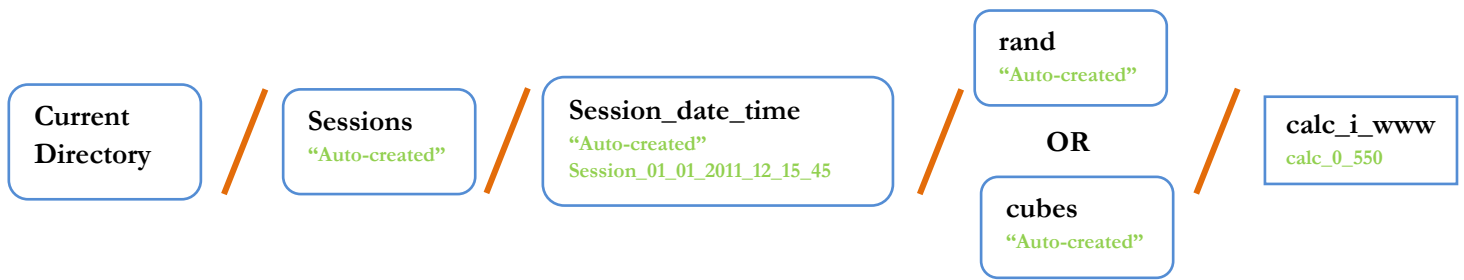 Current
Directory
Sessions
“Auto-created”
Session_date_time
“Auto-created”
Session_01_01_2011_12_15_45
rand
“Auto-created”
OR
cubes
“Auto-created”
calc_i_www
calc_0_550